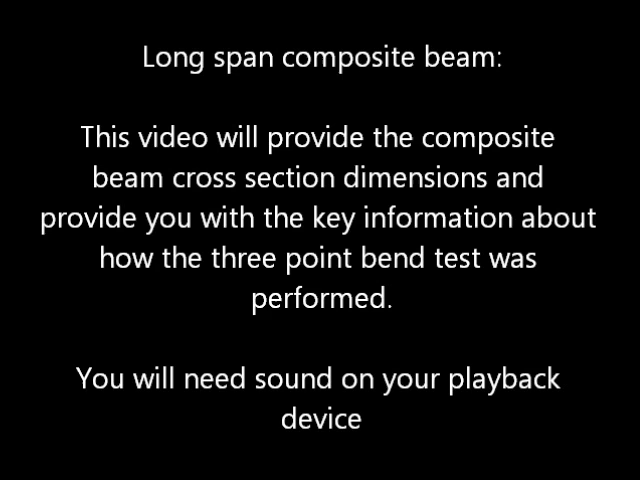 Long span composite beam:
This video will provide the composite
beam cross section dimensions and
provide you with the key information about
how the three point bend test was
performed.
You will need sound on your playback
device